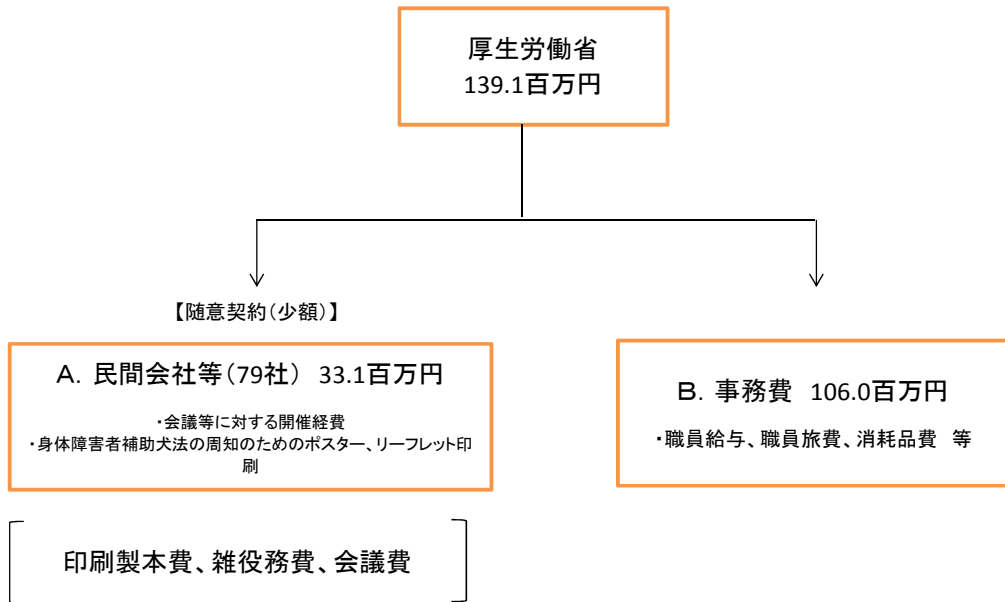 厚生労働省
139.1百万円
【随意契約(少額)】
A. 民間会社等(79社) 33.1百万円
・会議等に対する開催経費
・身体障害者補助犬法の周知のためのポスター、リーフレット印
刷
B. 事務費 106.0百万円
・職員給与、職員旅費、消耗品費 等
印刷製本費、雑役務費、会議費